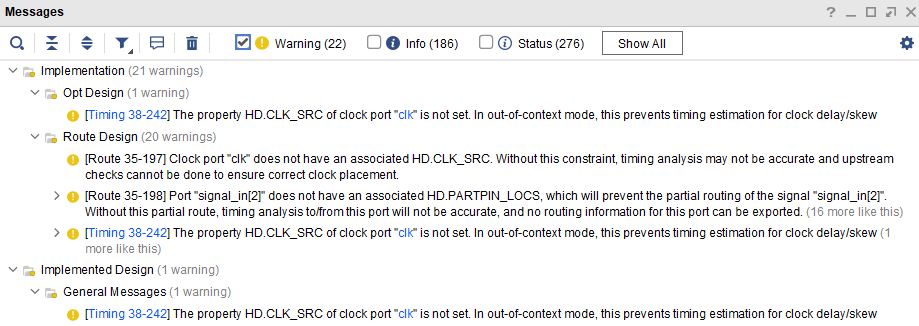 Messages
Warning (22)
Info (186)
Status (276)
Show All
Implementation (21 warnings)
Opt Design (1 warning)
[Timing 38-242] The property HD.CLK_SRC of clock port "clk" is not set. In out-of-context mode, this prevents timing estimation for clock delay/skew
Route Design (20 warnings)
[Route 35-197] Clock port "clk" does not have an associated HD.CLK_SRC. Without this constraint, timing analysis may not be accurate and upstream
checks cannot be done to ensure correct clock placement.
[Route 35-198] Port "signal_in[2]" does not have an associated HD.PARTPIN_LOCS, which will prevent the partial routing of the signal "signal_in[2]".
Without this partial route, timing analysis to/from this port will not be accurate, and no routing information for this port can be exported. (16 more like this)
[Timing 38-242] The property HD.CLK_SRC of clock port "clk" is not set. In out-of-context mode, this prevents timing estimation for clock delay/skew (1
more like this)
Implemented Design (1 warning)
General Messages (1 warning)
[Timing 38-242] The property HD.CLK_SRC of clock port "clk" is not set. In out-of-context mode, this prevents timing estimation for clock delay/skew